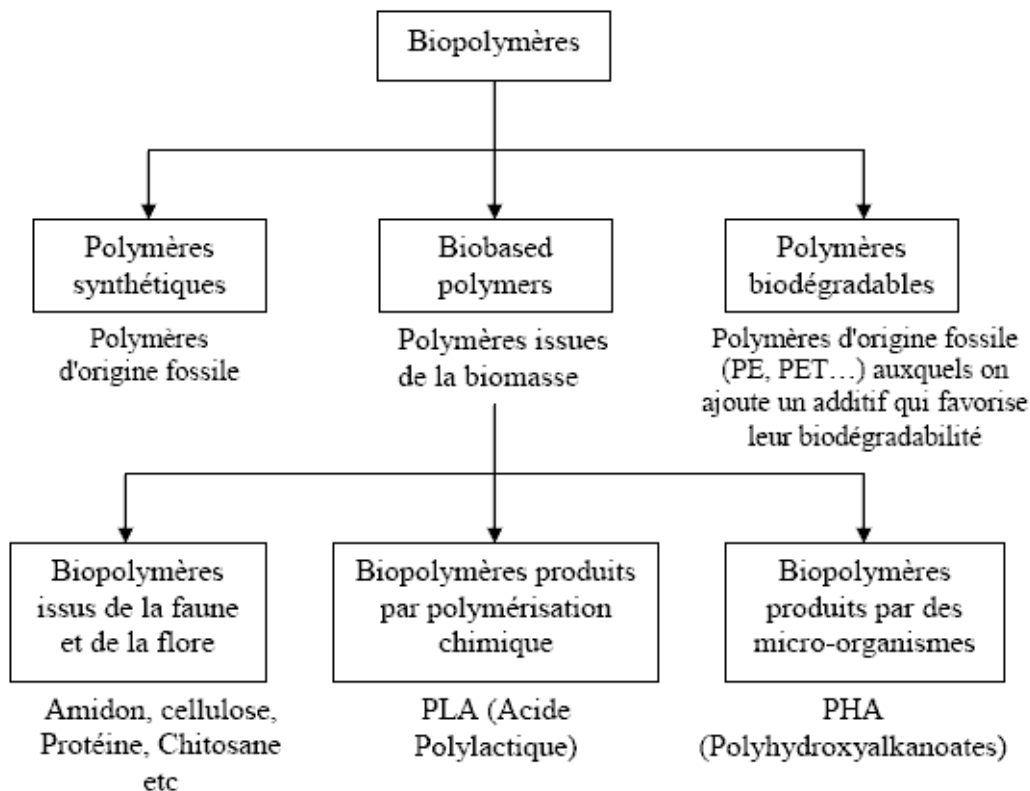 Biopolymères
Polymères
synthétiques
Polymères
d'origine fossile
Biobased
polymers
Polymères issues
de la biomasse
Polymères
biodégradables
Polymères d'origine fossile
(PE, PET…) auxquels on
ajoute un additif qui favorise
leur biodégradabilité
Biopolymères
issus de la faune
et de la flore
Amidon, cellulose,
Protéine, Chitosane
etc
Biopolymères produits
par polymérisation
chimique
PLA (Acide
Polylactique)
Biopolymères
produits par des
micro-organismes
PHA
(Polyhydroxyalkanoates)